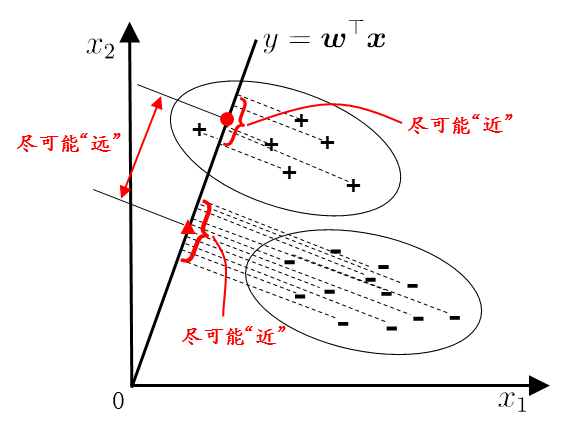 x₂
y = w⊤x
尽可能“近”
尽可能“远”
尽可能“近”
0
x₁